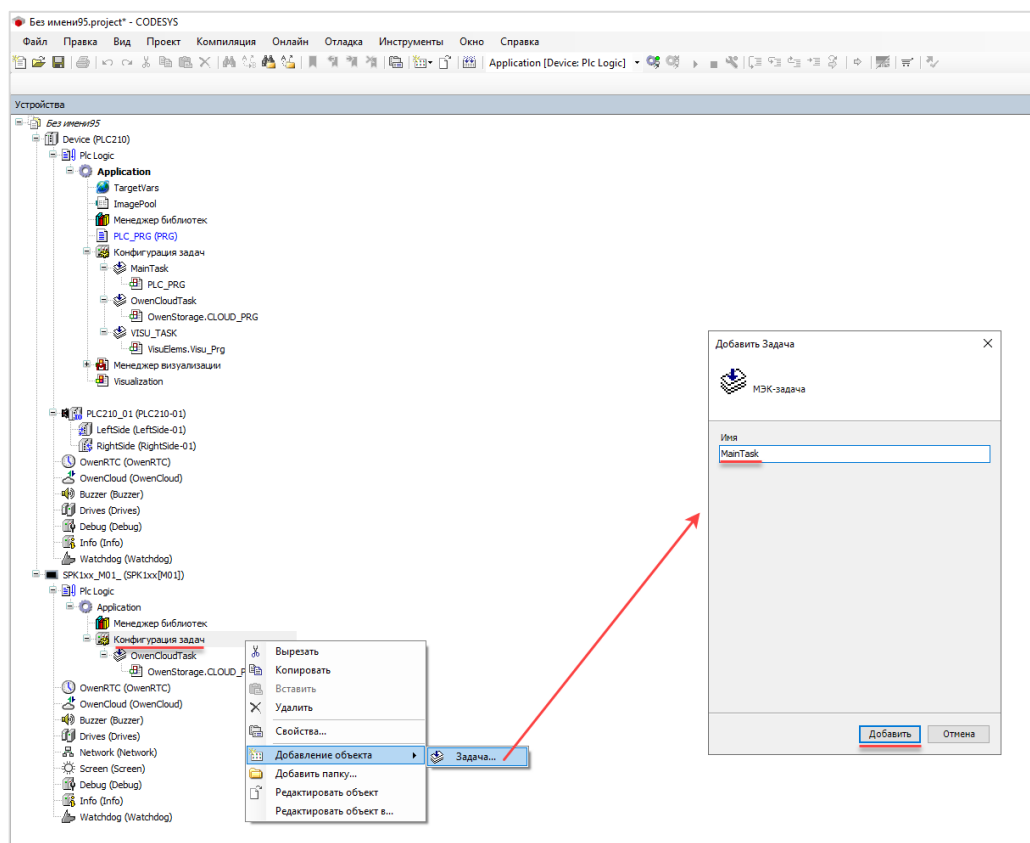 Без имени95.project* - CODESYS
Файл Правка Вид Проект Компиляция Онлайн Отладка Инструменты Окно Справка
Application [Device: Plc Logic]
Устройства
Без имени95
Device (PLC210)
Plc Logic
Application
TargetVars
ImagePool
Менеджер библиотек
PLC_PRG (PRG)
Конфигурация задач
MainTask
PLC_PRG
OwenCloudTask
OwenStorage.CLOUD_PRG
VISU_TASK
VisuElems.Visu_Prg
Менеджер визуализации
Visualization
PLC210_01 (PLC210-01)
LeftSide (LeftSide-01)
RightSide (RightSide-01)
OwenRTC (OwenRTC)
OwenCloud (OwenCloud)
Buzzer (Buzzer)
Drives (Drives)
Debug (Debug)
Info (Info)
Watchdog (Watchdog)
SPK1xx_M01_ (SPK1xx[M01])
Plc Logic
Application
Менеджер библиотек
Конфигурация задач
OwenCloudTask
OwenStorage.CLOUD_P
OwenRTC (OwenRTC)
OwenCloud (OwenCloud)
Buzzer (Buzzer)
Drives (Drives)
Network (Network)
Screen (Screen)
Debug (Debug)
Info (Info)
Watchdog (Watchdog)
Вырезать
Копировать
Вставить
Удалить
Свойства...
Добавление объекта
Добавить папку...
Редактировать объект
Редактировать объект в...
Задача...
Добавить Задача
МЭК-задача
Имя
MainTask
Добавить Отмена